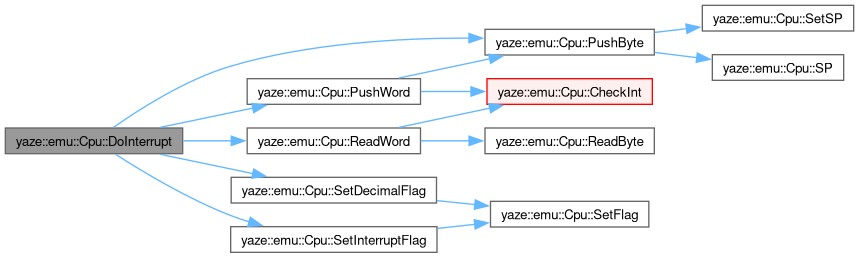 yaze::emu::Cpu::DoInterrupt
yaze::emu::Cpu::PushWord
yaze::emu::Cpu::ReadWord
yaze::emu::Cpu::SetDecimalFlag
yaze::emu::Cpu::SetInterruptFlag
yaze::emu::Cpu::PushByte
yaze::emu::Cpu::CheckInt
yaze::emu::Cpu::ReadByte
yaze::emu::Cpu::SetFlag
yaze::emu::Cpu::SetSP
yaze::emu::Cpu::SP